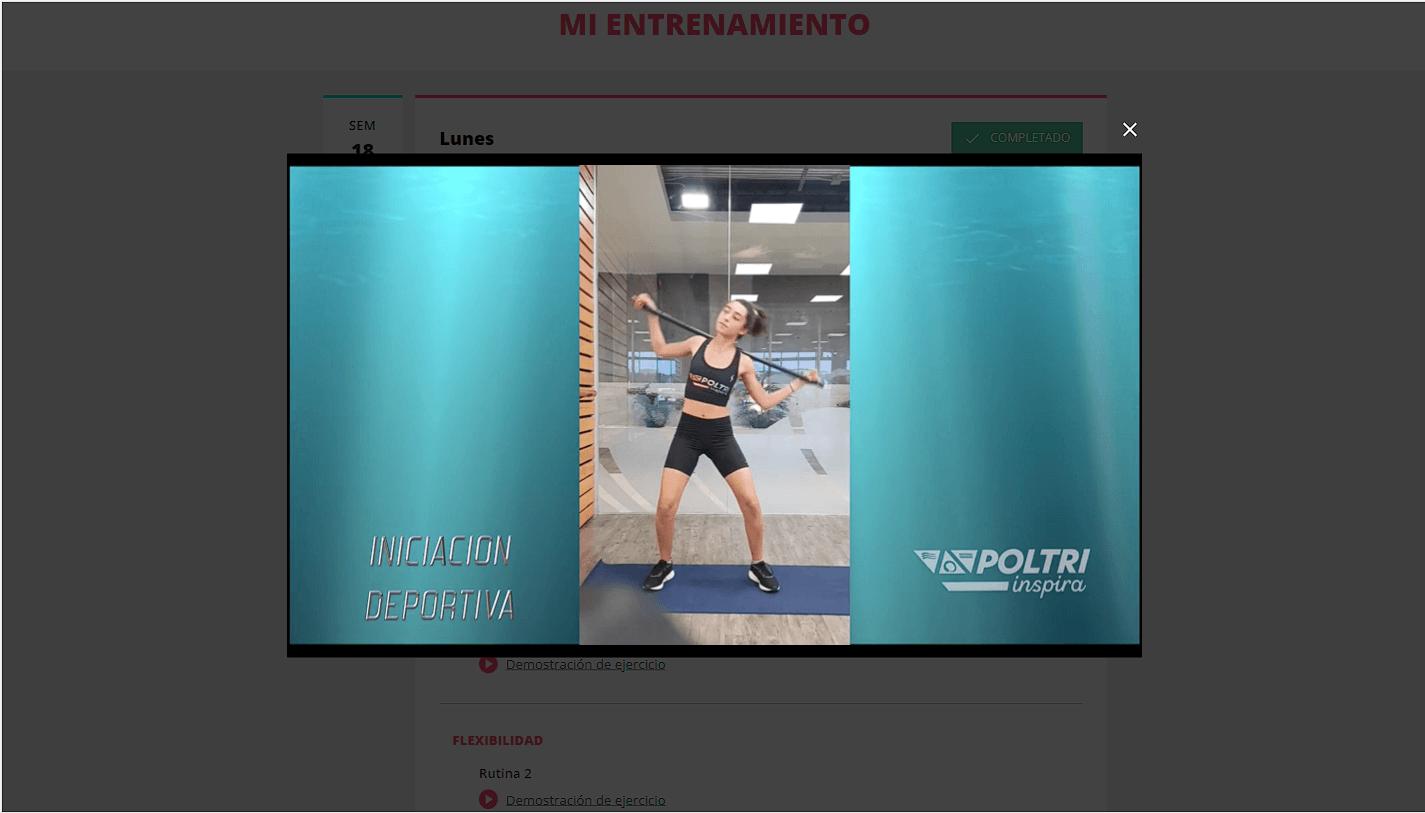 MI ENTRENAMIENTO
SEM
18
Lunes
COMPLETADO
POLTRI
INICIACION
DEPORTIVA
POLTRI
inspira
Demostración de ejercicio
FLEXIBILIDAD
Rutina 2
Demostración de ejercicio